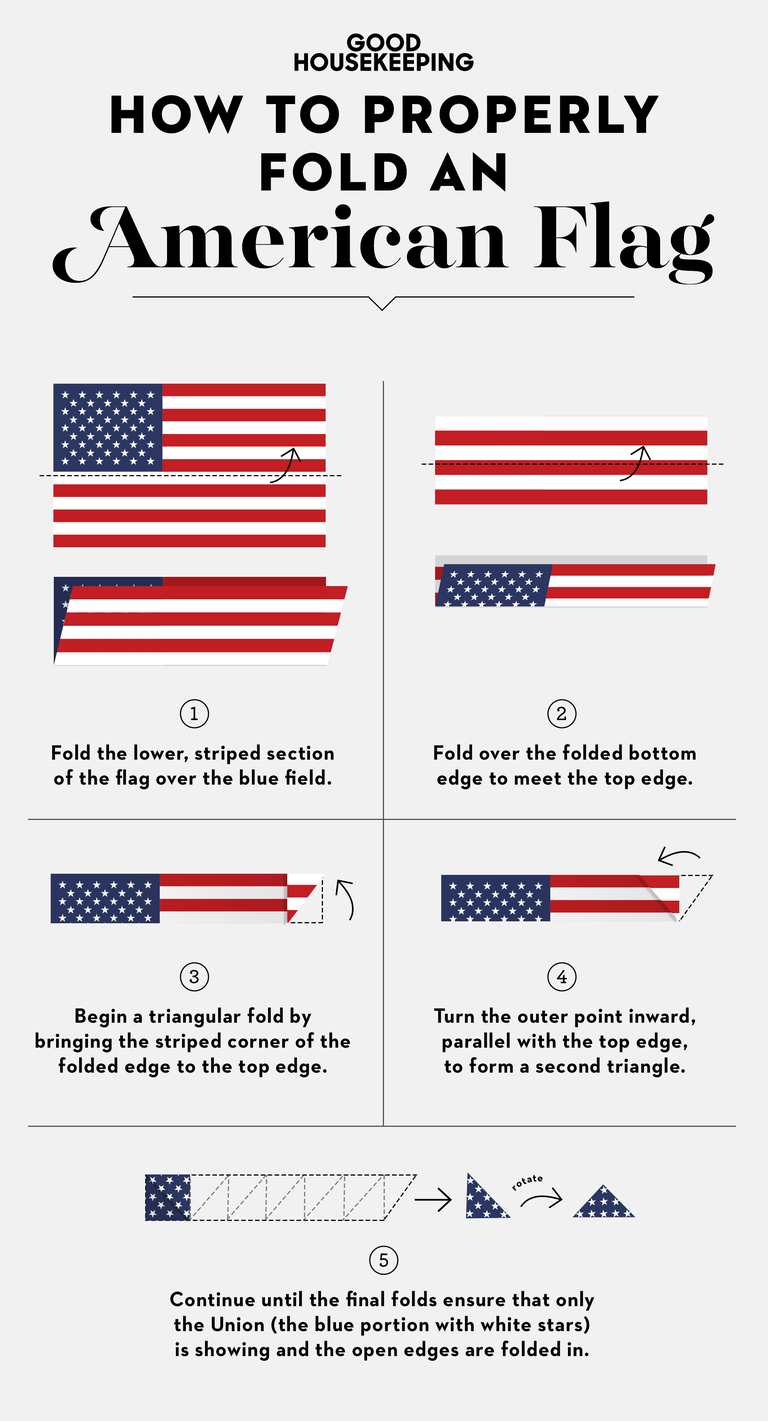 GOOD
HOUSEKEEPING
HOW TO PROPERLY
FOLD AN
American Flag
1
Fold the lower, striped section
of the flag over the blue field.
2
Fold over the folded bottom
edge to meet the top edge.
3
Begin a triangular fold by
bringing the striped corner of the
folded edge to the top edge.
4
Turn the outer point inward,
parallel with the top edge,
to form a second triangle.
rotate
5
Continue until the final folds ensure that only
the Union (the blue portion with white stars)
is showing and the open edges are folded in.